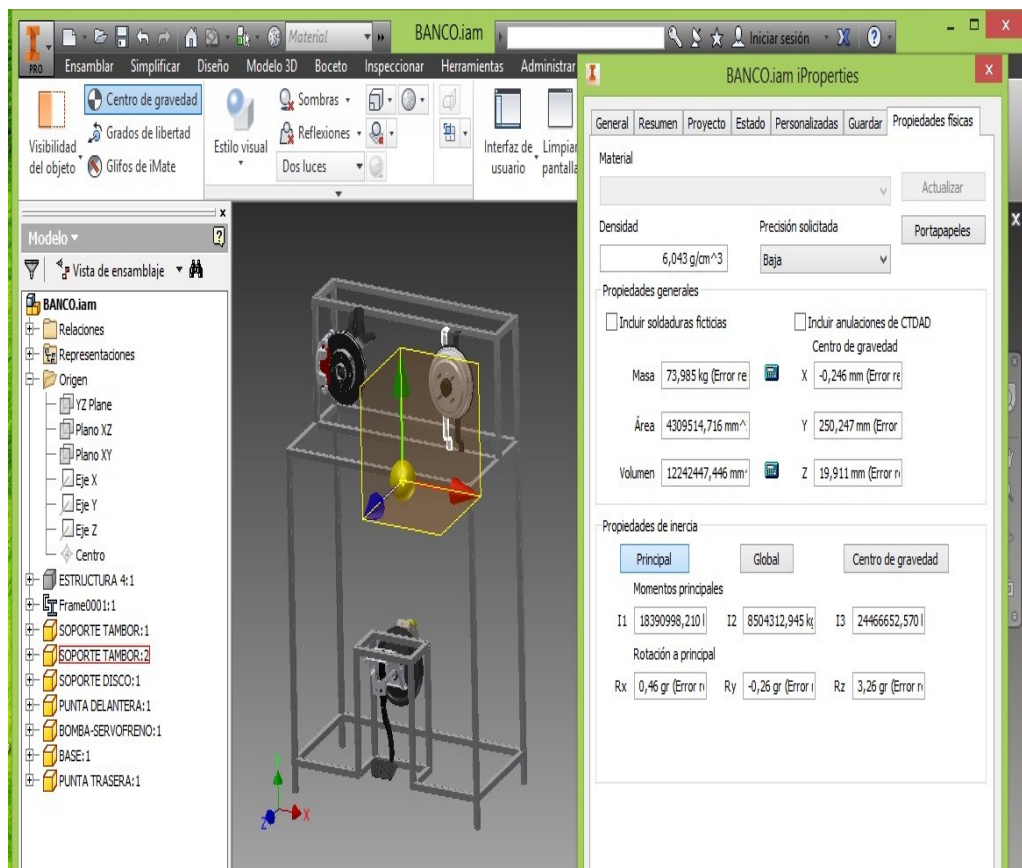 PRO
Material
BANCO.iam
Iniciar sesión
Ensamblar Simplificar Diseño Modelo 3D Boceto Inspeccionar Herramientas Administrar
Visibilidad del objeto
Centro de gravedad
Grados de libertad
Glifos de iMate
Estilo visual
Sombras
Reflexiones
Dos luces
Interfaz de usuario
Limpiar pantalla
Modelo
Vista de ensamblaje
BANCO.iam
Relaciones
Representaciones
Origen
YZ Plane
Plano XZ
Plano XY
Eje X
Eje Y
Eje Z
Centro
ESTRUCTURA 4:1
Frame0001:1
SOPORTE TAMBOR:1
SOPORTE TAMBOR:2
SOPORTE DISCO:1
PUNTA DELANTERA:1
BOMBA-SERVOFRENO:1
BASE:1
PUNTA TRASERA:1
Y
X
Z
BANCO.iam iProperties
General Resumen Proyecto Estado Personalizadas Guardar Propiedades físicas
Material
Actualizar
Densidad
Precisión solicitada
Portapapeles
6,043 g/cm^3
Baja
Propiedades generales
Incluir soldaduras ficticias
Incluir anulaciones de CTDAD
Centro de gravedad
Masa 73,985 kg (Error re X -0,246 mm (Error re
Área 4309514,716 mm^ Y 250,247 mm (Error
Volumen 12242447,446 mm^ Z 19,911 mm (Error re
Propiedades de inercia
Principal Global Centro de gravedad
Momentos principales
I1 18390998,210 I2 8504312,945 kg I3 24466652,570
Rotación a principal
Rx 0,46 gr (Error re Ry -0,26 gr (Error Rz 3,26 gr (Error re